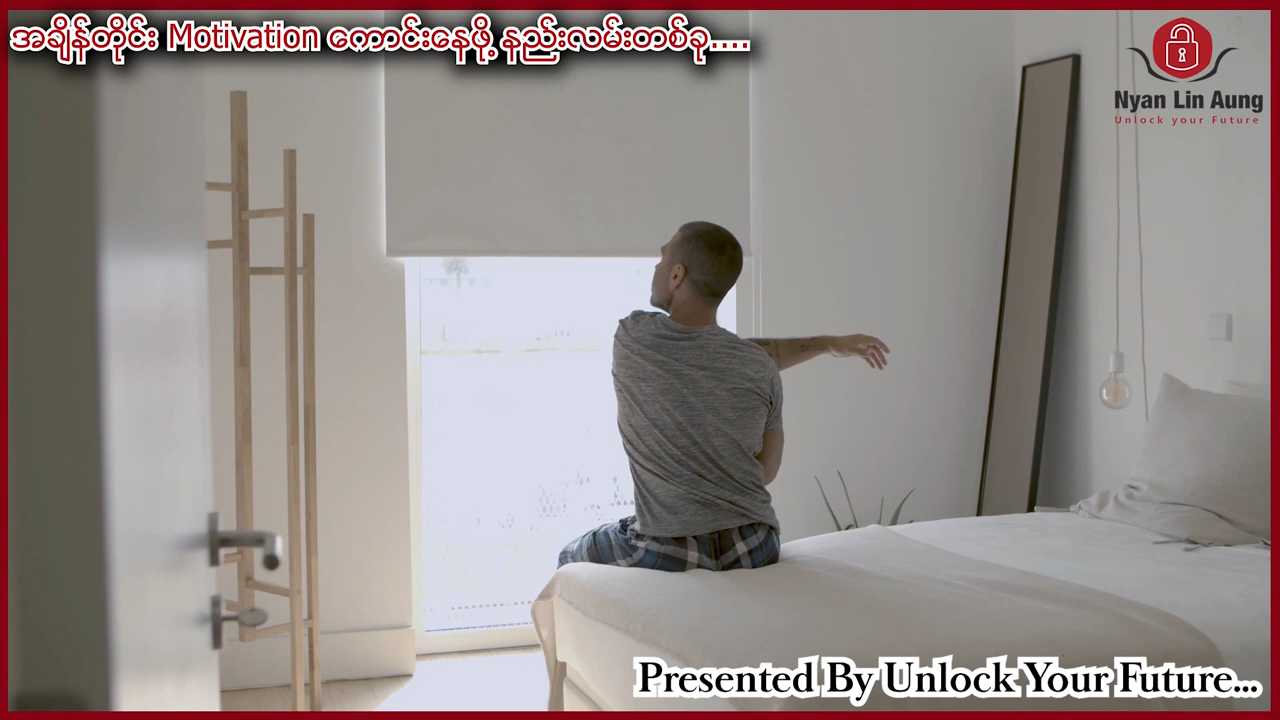 အချိန်တိုင်း Motivation ကောင်းနေဖို့ နည်းလမ်းတစ်ခု....
Nyan Lin Aung
Unlock your Future
Presented By Unlock Your Future...